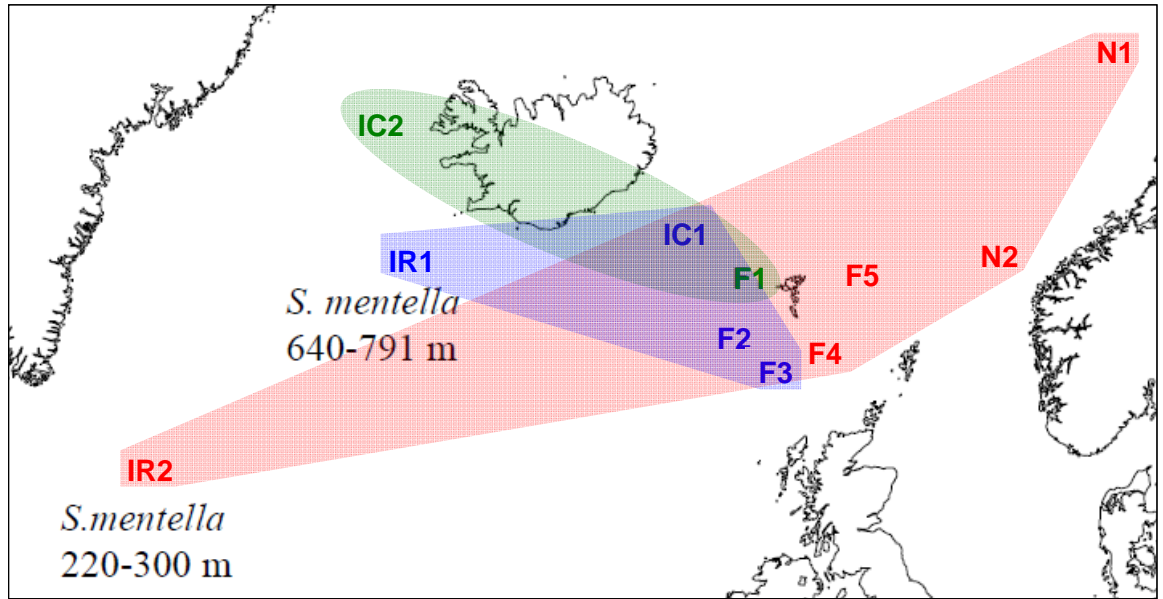 N1
IC2
IC1
IR1
F1
F5
N2
S. mentella
640-791 m
F2
F4
F3
IR2
S.mentella
220-300 m